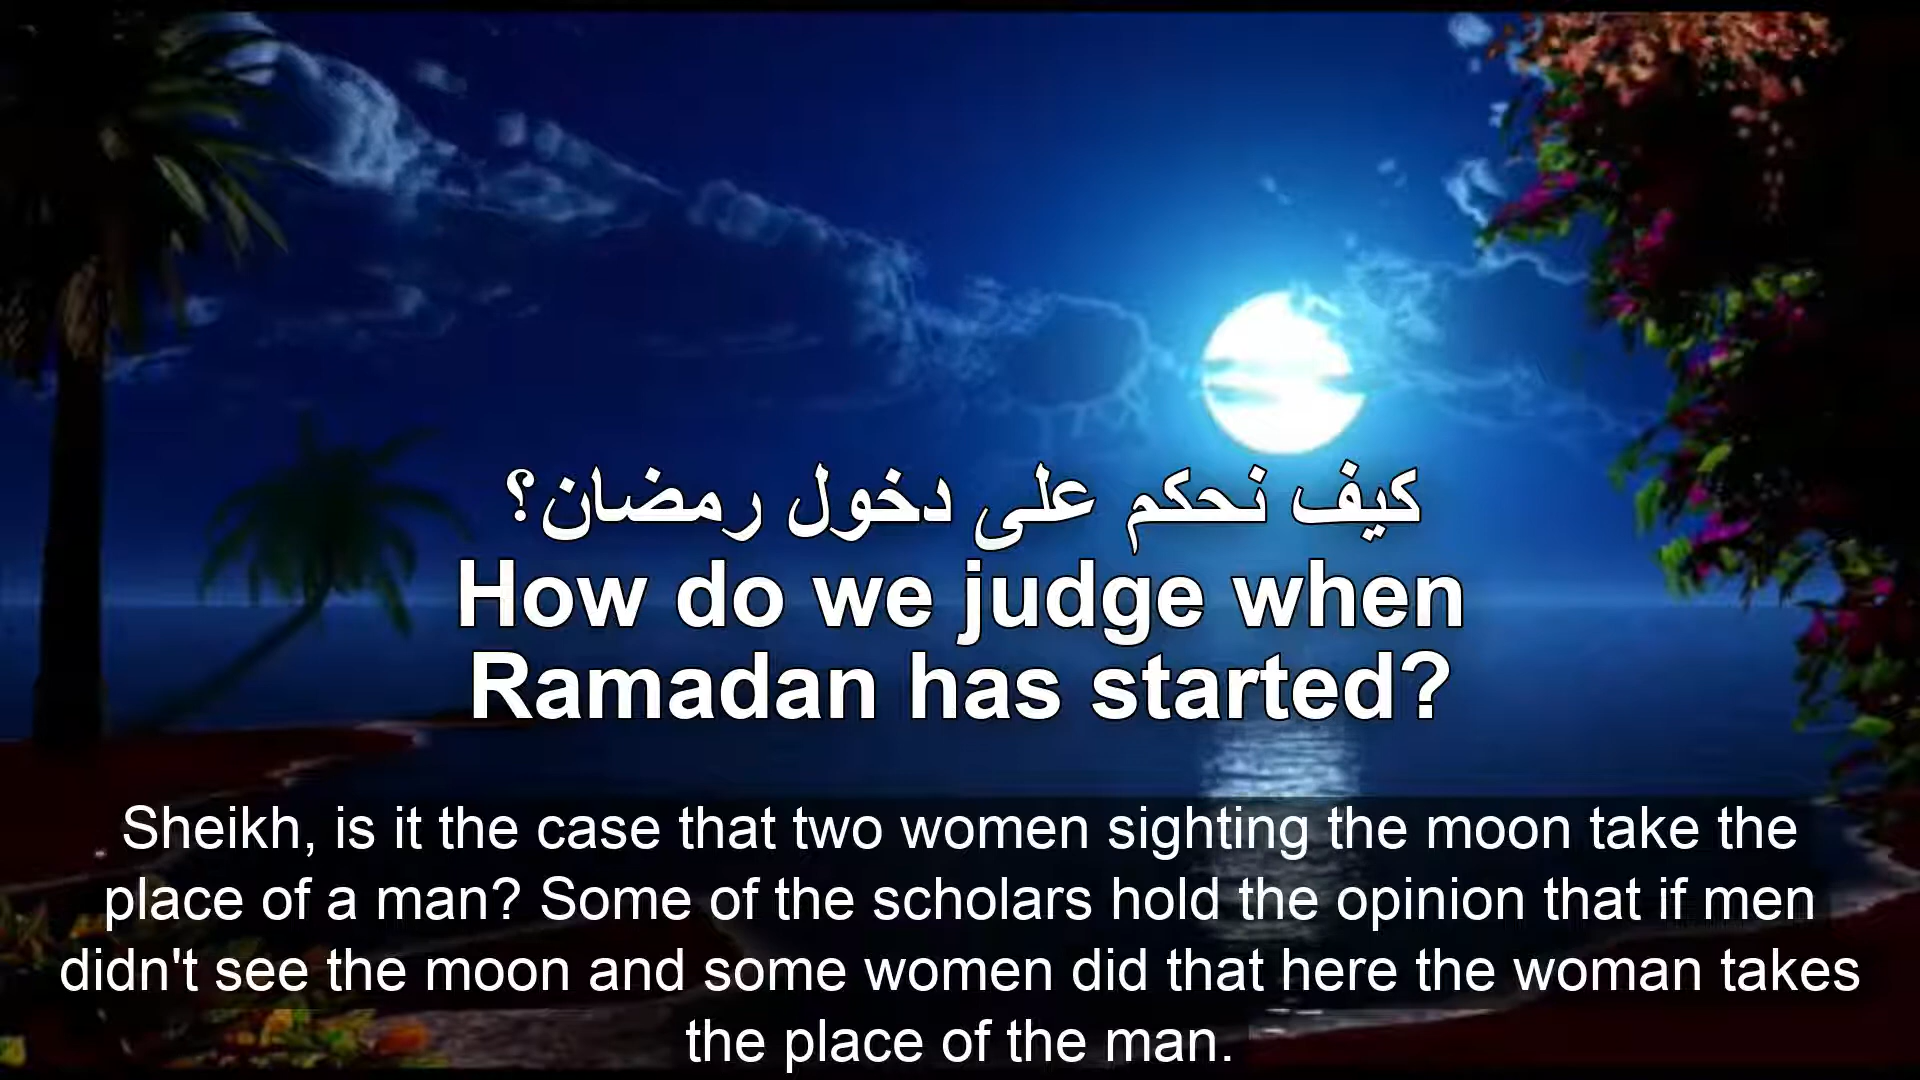 كيف نحكم على دخول رمضان؟
How do we judge when
Ramadan has started?
Sheikh, is it the case that two women sighting the moon take the
place of a man? Some of the scholars hold the opinion that if men
didn't see the moon and some women did that here the woman takes
the place of the man.